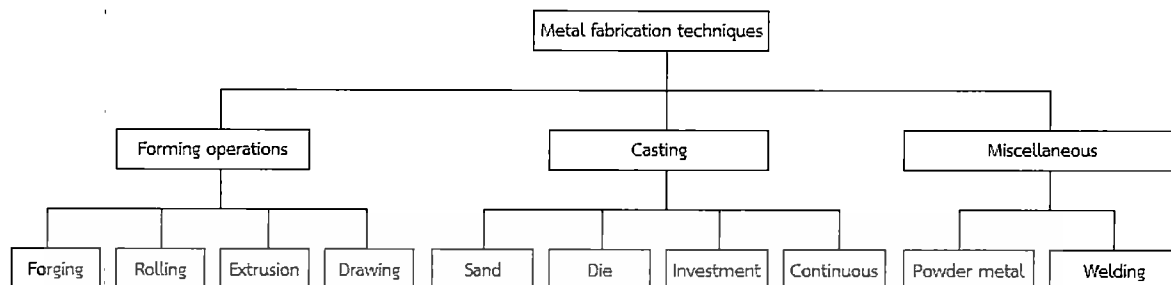 Metal fabrication techniques
Forming operations
Casting
Miscellaneous
Forging
Rolling
Extrusion
Drawing
Sand
Die
Investment
Continuous
Powder metal
Welding